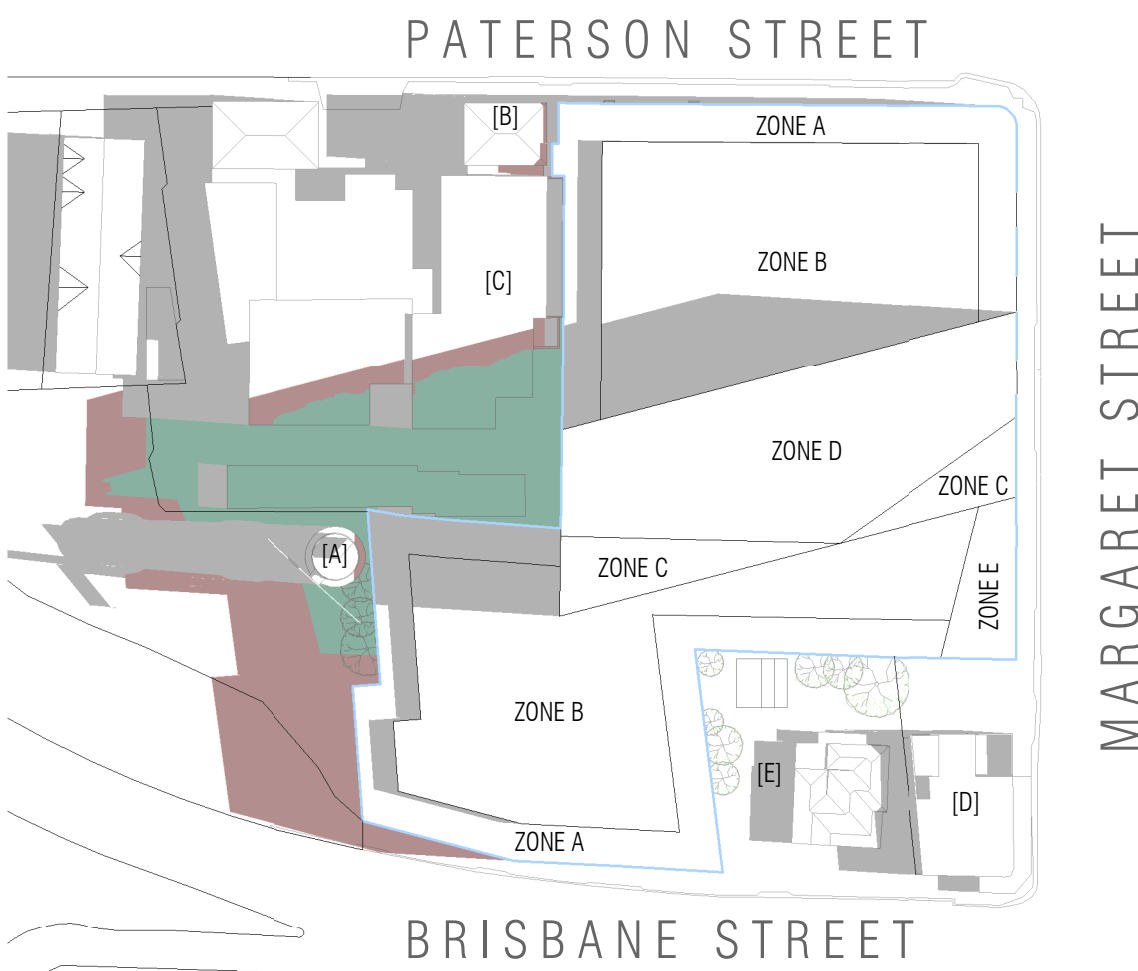 PATERSON STREET
[B]
ZONE A
ZONE B
[C]
MARGARET STREET
ZONE D
ZONE C
[A]
ZONE C
ZONE E
ZONE B
[E]
[D]
ZONE A
BRISBANE STREET